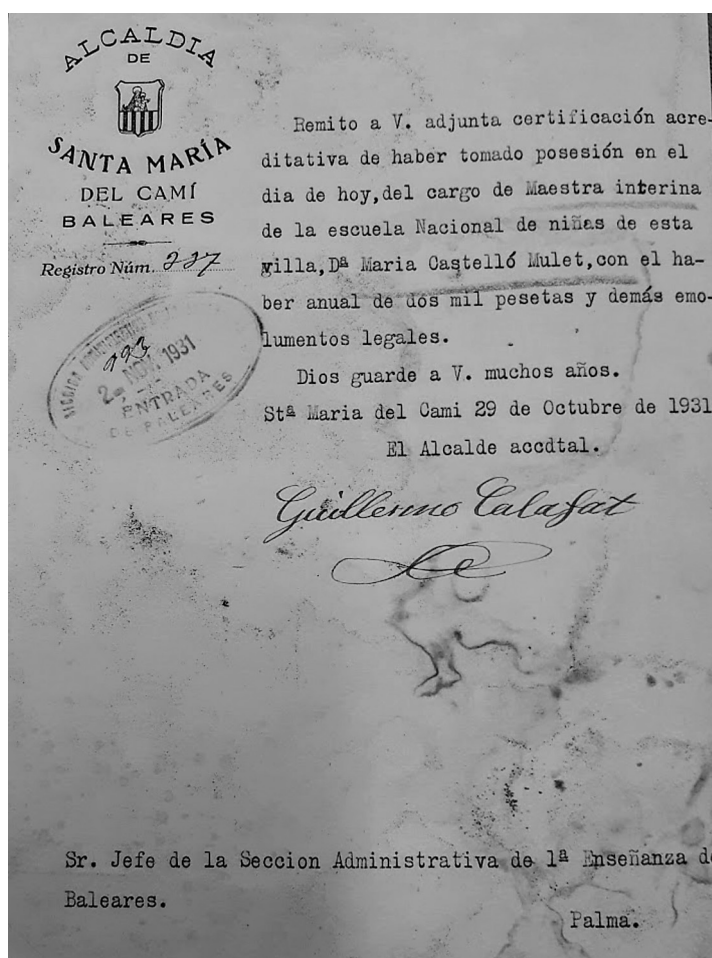 ALCALDIA
DE
SANTA MARÍA
DEL CAMÍ
BALEARES
Registro Núm. 227
Remito a V. adjunta certificación acre-
ditativa de haber tomado posesión en el
dia de hoy,del cargo de Maestra interina
de la escuela Nacional de niñas de esta
villa,Dª Maria Castelló Mulet,con el ha-
ber anual de dos mil pesetas y demás emo-
lumentos legales.
Dios guarde a V. muchos años.
Stª Maria del Cami 29 de Octubre de 1931
El Alcalde accdtal.
Guillermo Calafat
2 NOV. 1931
ENTRADA
DE BALEARES
Sr. Jefe de la Seccion Administrativa de 1ª Enseñanza de
Baleares.
Palma.